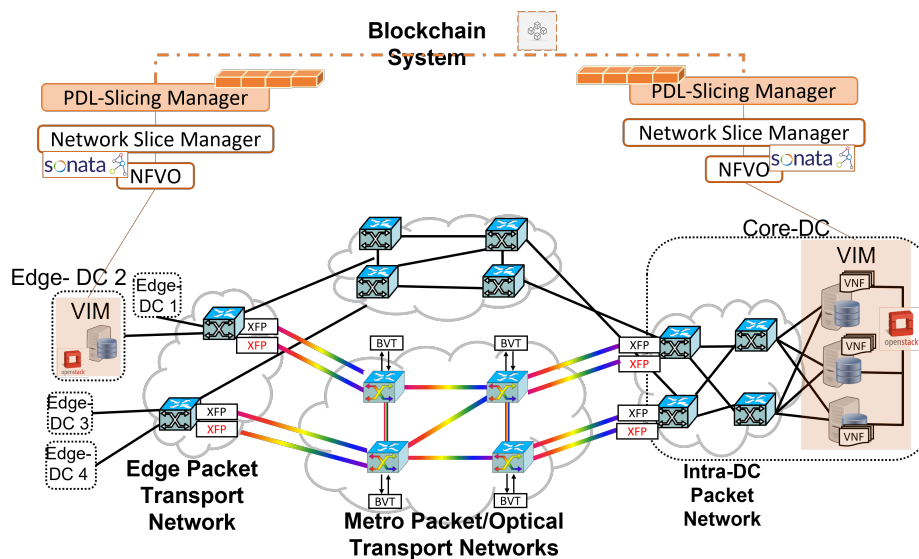 Blockchain
System
PDL-Slicing Manager
Network Slice Manager
sonata
NFVO
PDL-Slicing Manager
Network Slice Manager
sonata
NFVO
Edge- DC 2
VIM
openstack
Edge-
DC 1
Edge-
DC 3
Edge-
DC 4
XFP
XFP
XFP
XFP
BVT
BVT
BVT
BVT
XFP
XFP
XFP
XFP
Core-DC
VIM
VNF
VNF
VNF
openstack
Edge Packet
Transport
Network
Metro Packet/Optical
Transport Networks
Intra-DC
Packet
Network